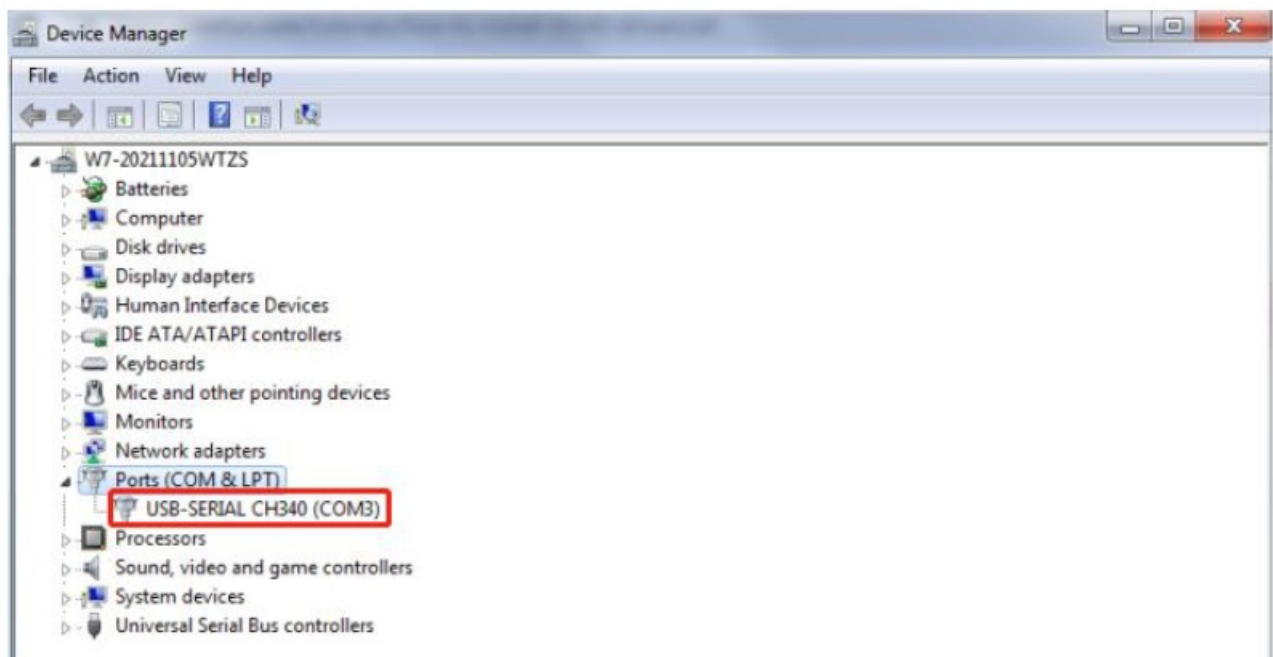 Device Manager
File Action View Help
W7-20211105WTZS
Batteries
Computer
Disk drives
Display adapters
Human Interface Devices
IDE ATA/ATAPI controllers
Keyboards
Mice and other pointing devices
Monitors
Network adapters
Ports (COM & LPT)
USB-SERIAL CH340 (COM3)
Processors
Sound, video and game controllers
System devices
Universal Serial Bus controllers